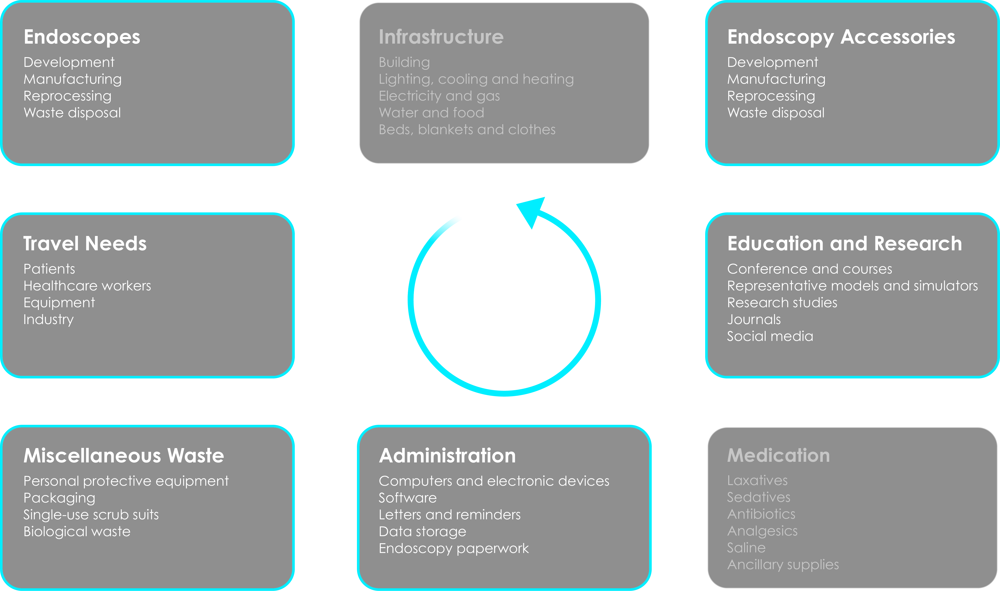 Endoscopes
Development
Manufacturing
Reprocessing
Waste disposal
Infrastructure
Building
Lighting, cooling and heating
Electricity and gas
Water and food
Beds, blankets and clothes
Endoscopy Accessories
Development
Manufacturing
Reprocessing
Waste disposal
Travel Needs
Patients
Healthcare workers
Equipment
Industry
Education and Research
Conference and courses
Representative models and simulators
Research studies
Journals
Social media
Miscellaneous Waste
Personal protective equipment
Packaging
Single-use scrub suits
Biological waste
Administration
Computers and electronic devices
Software
Letters and reminders
Data storage
Endoscopy paperwork
Medication
Laxatives
Sedatives
Antibiotics
Analgesics
Saline
Ancillary supplies